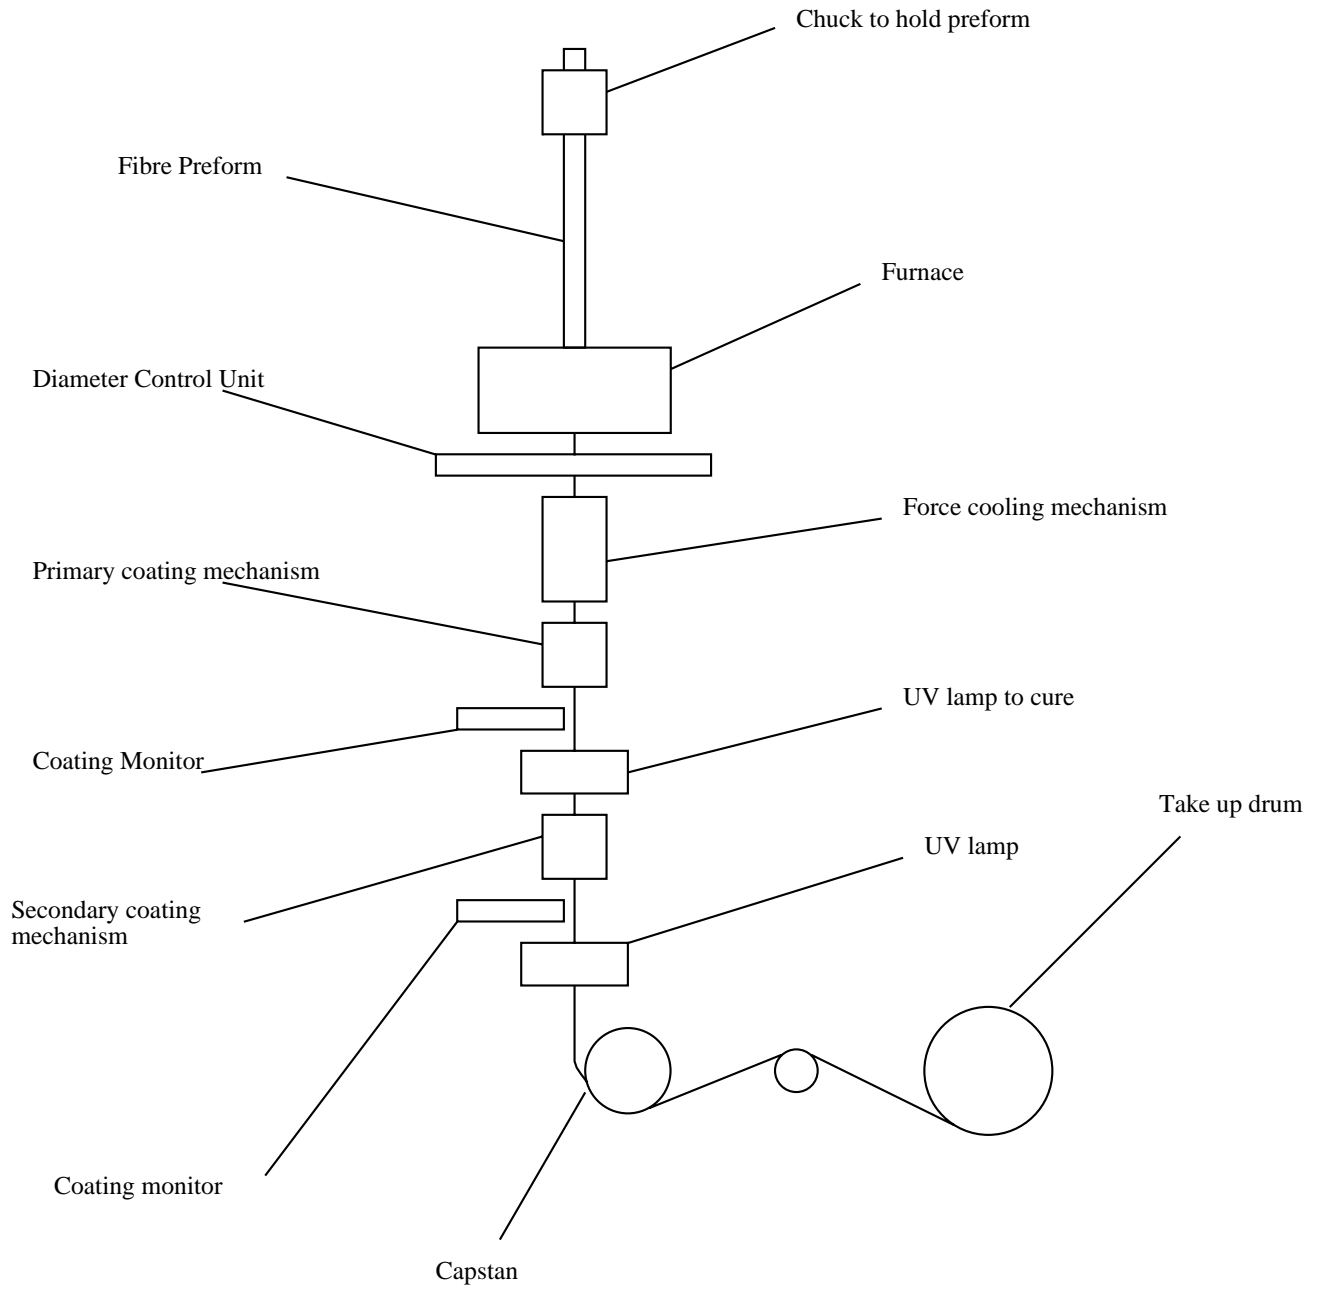 Chuck to hold preform
Fibre Preform
Furnace
Diameter Control Unit
Force cooling mechanism
Primary coating mechanism
UV lamp to cure
Coating Monitor
Take up drum
UV lamp
Secondary coating
mechanism
Coating monitor
Capstan